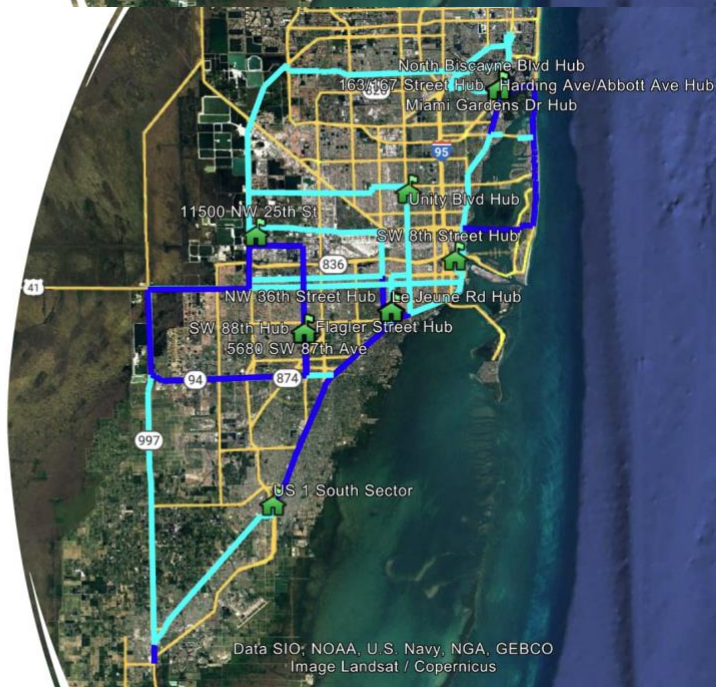 North Biscayne Blvd Hub
163/167 Street Hub
Harding Ave/Abbott Ave Hub
Miami Gardens Dr Hub
95
Unity Blvd Hub
11500 NW 25th St
SW 8th Street Hub
836
41
NW 36th Street Hub
Le Jeune Rd Hub
SW 88th Hub
Flagler Street Hub
5680 SW 87th Ave
94
874
997
US 1 South Sector
Data SIO, NOAA, U.S. Navy, NGA, GEBCO
Image Landsat / Copernicus